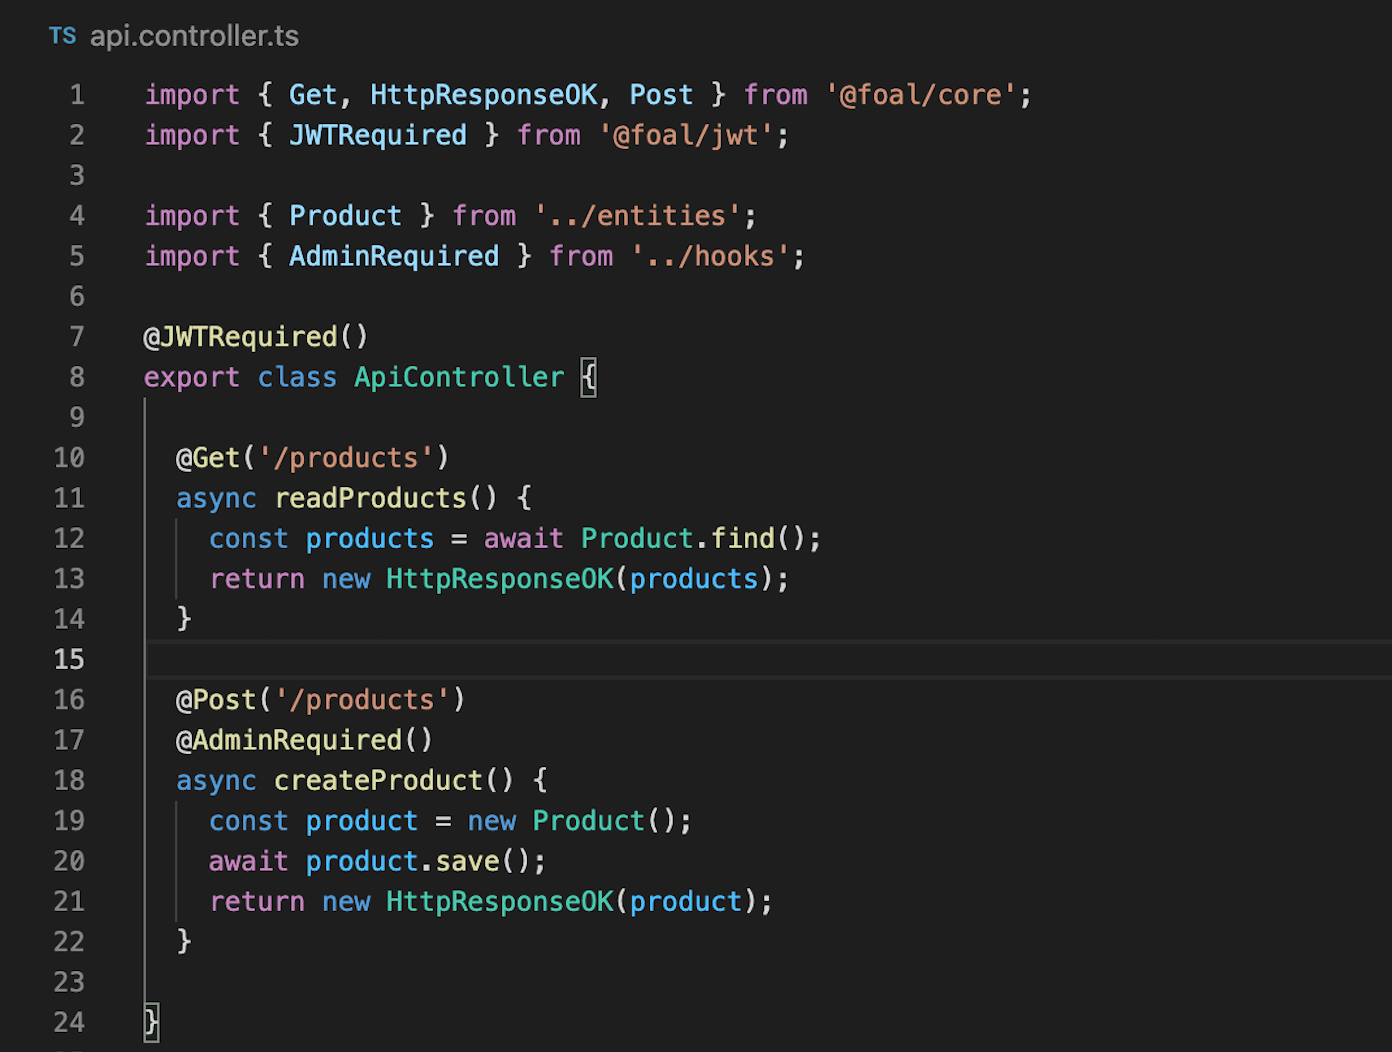 TS api.controller.ts
1 import { Get, HttpResponseOK, Post } from '@foal/core';
2 import { JWTRequired } from '@foal/jwt';
3
4 import { Product } from '../entities';
5 import { AdminRequired } from '../hooks';
6
7 @JWTRequired()
8 export class ApiController {
9
10 @Get('/products')
11 async readProducts() {
12 const products = await Product.find();
13 return new HttpResponseOK(products);
14 }
15
16 @Post('/products')
17 @AdminRequired()
18 async createProduct() {
19 const product = new Product();
20 await product.save();
21 return new HttpResponseOK(product);
22 }
23
24 }